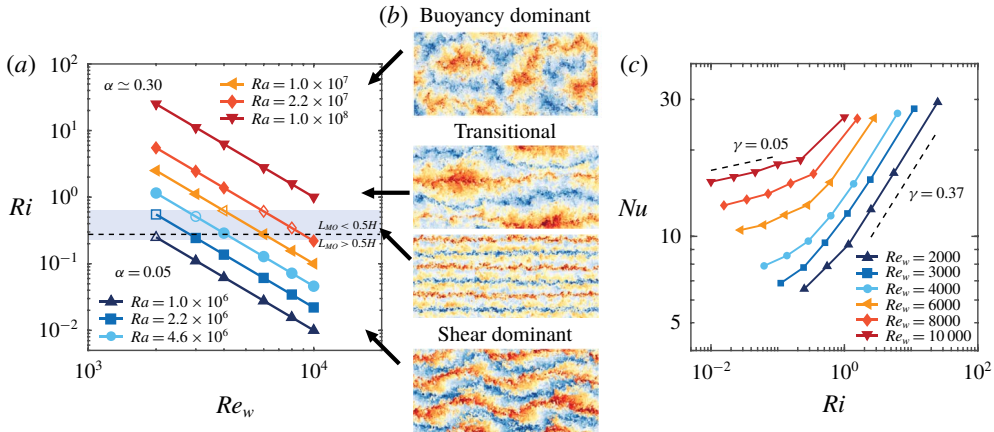 (a)
10²
10¹
10⁰
10⁻¹
10⁻²
Ri
α ≃ 0.30
Ra = 1.0 × 10⁷
Ra = 2.2 × 10⁷
Ra = 1.0 × 10⁸
L_MO < 0.5H
L_MO > 0.5H
α = 0.05
Ra = 1.0 × 10⁶
Ra = 2.2 × 10⁶
Ra = 4.6 × 10⁶
10³
10⁴
Re_w
(b)
Buoyancy dominant
Transitional
Shear dominant
(c)
30
10
5
Nu
γ = 0.05
γ = 0.37
Re_w = 2000
Re_w = 3000
Re_w = 4000
Re_w = 6000
Re_w = 8000
Re_w = 10 000
10⁻²
10⁰
10²
Ri